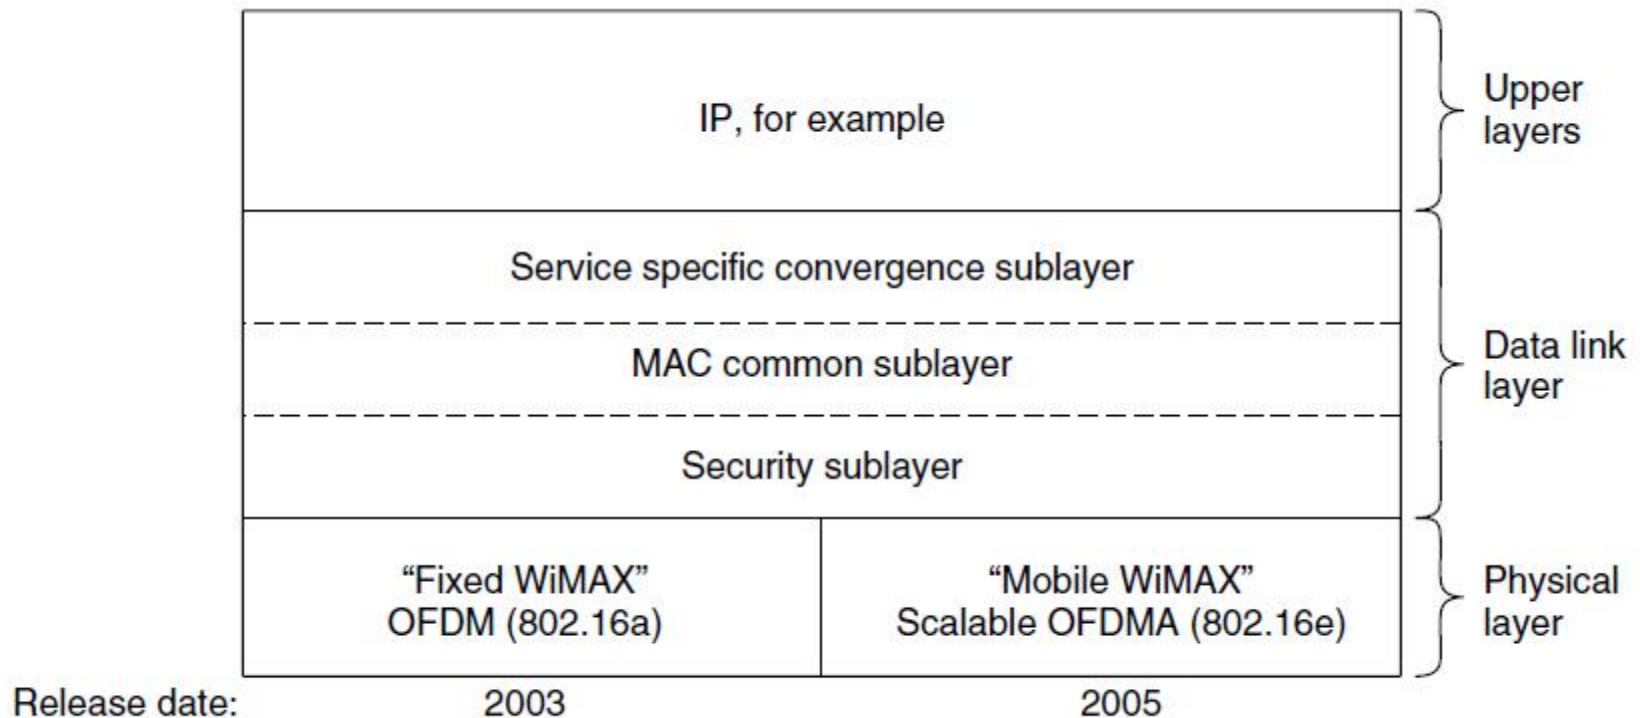 IP, for example
Upper
layers
Service specific convergence sublayer
MAC common sublayer
Security sublayer
Data link
layer
“Fixed WiMAX”
OFDM (802.16a)
“Mobile WiMAX”
Scalable OFDMA (802.16e)
Physical
layer
Release date:
2003
2005